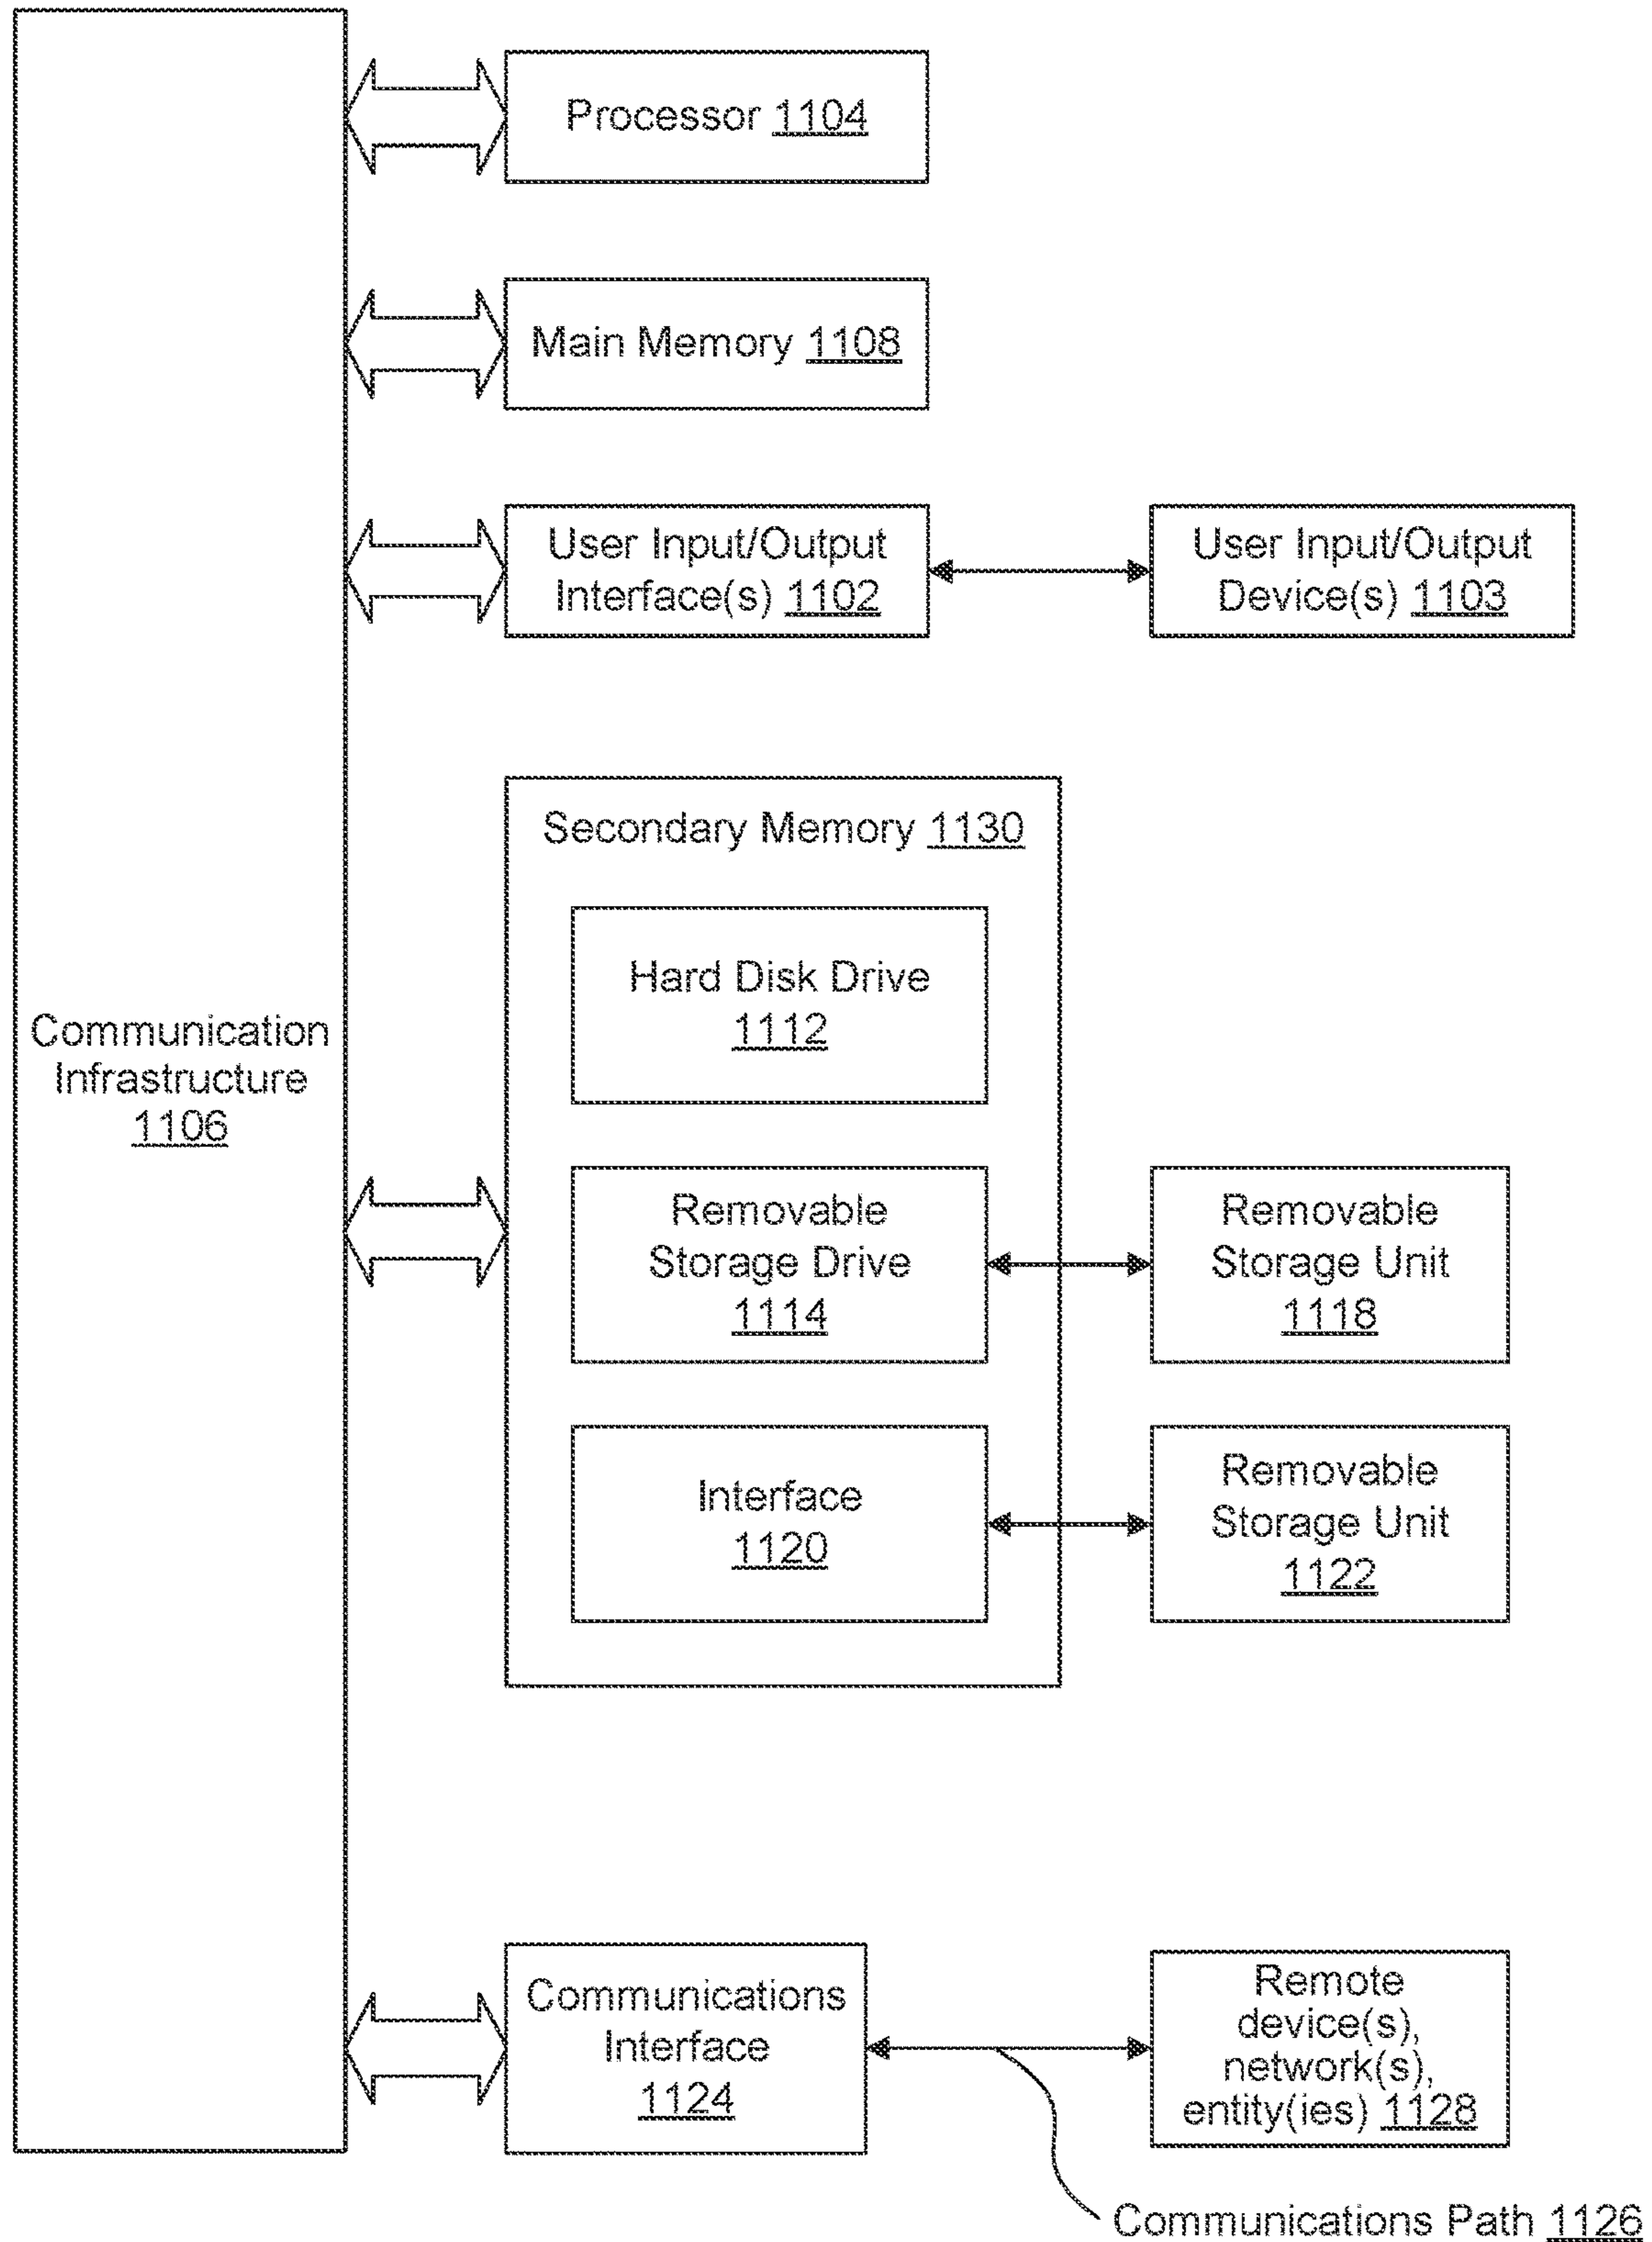 Processor 1104
Main Memory 1108
User Input/Output
Interface(s) 1102
User Input/Output
Device(s) 1103
Secondary Memory 1130
Hard Disk Drive
1112
Communication
Infrastructure
1106
Removable
Storage Drive
1114
Removable
Storage Unit
1118
Interface
1120
Removable
Storage Unit
1122
Communications
Interface
1124
Remote
device(s),
network(s),
entity(ies) 1128
Communications Path 1126